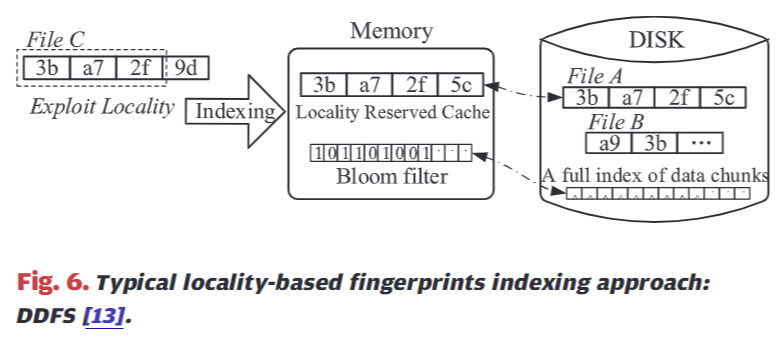 File C
3b a7 2f 9d
Exploit Locality
Indexing
Memory
3b a7 2f 5c
Locality Reserved Cache
1 0 1 1 0 1 0 0 1 · · ·
Bloom filter
DISK
File A
3b a7 2f 5c
File B
a9 3b ···
A full index of data chunks
Fig. 6. Typical locality-based fingerprints indexing approach:
DDFS [13].